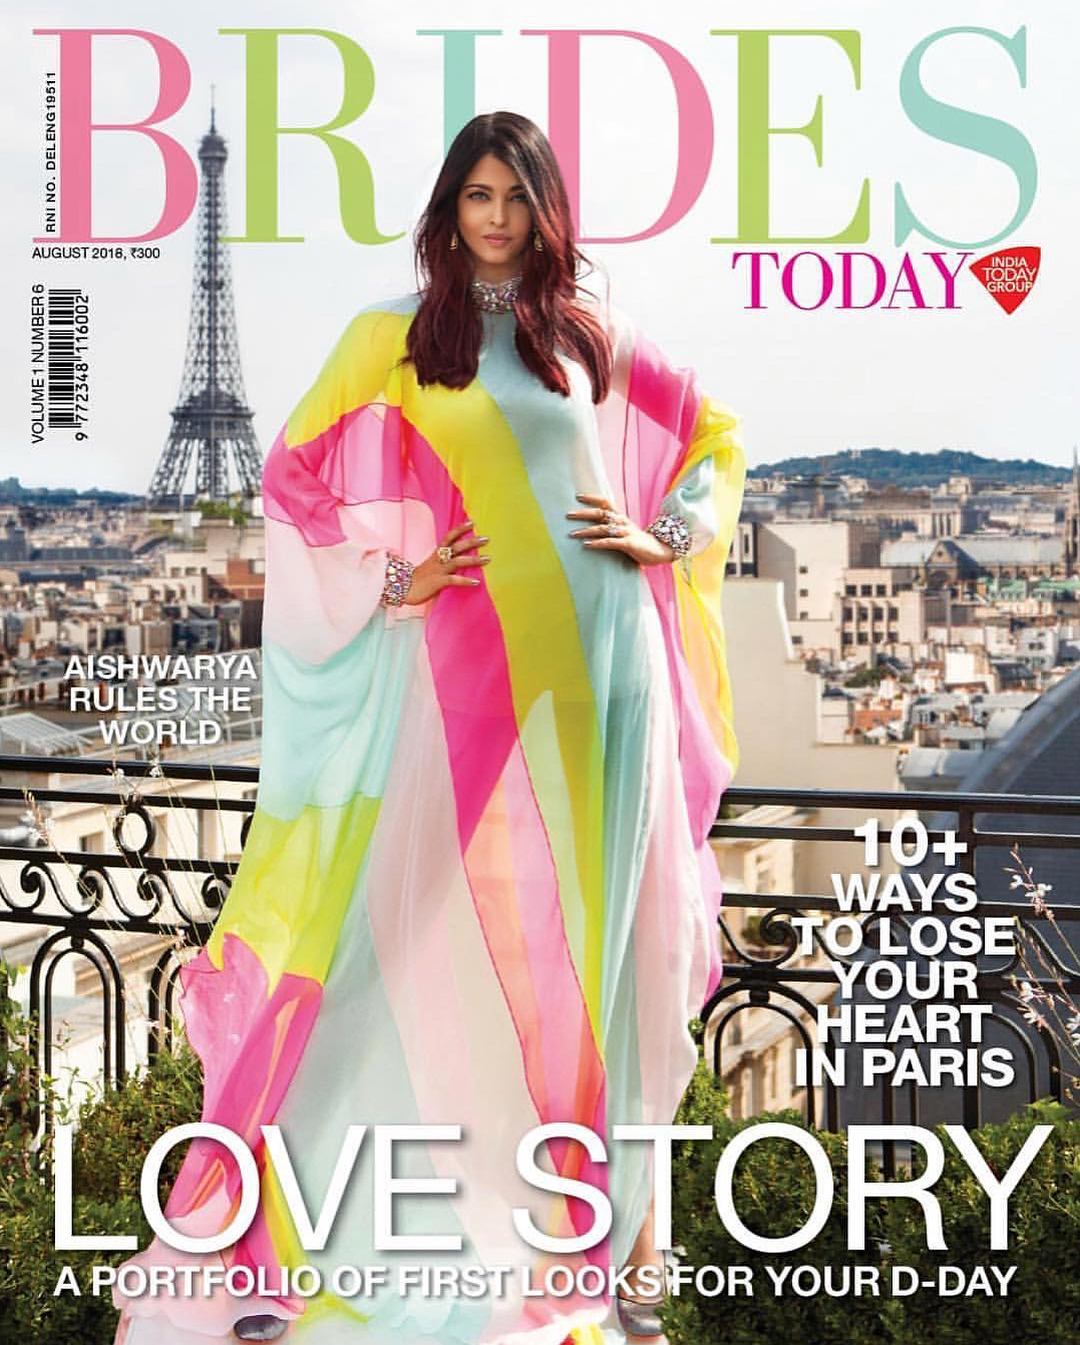 BRIDES
TODAY
INDIA
TODAY
GROUP
RNI NO. DELENG19511
AUGUST 2018, ₹300
VOLUME 1 NUMBER 6
9 772348 116002
AISHWARYA
RULES THE
WORLD
10+
WAYS
TO LOSE
YOUR
HEART
IN PARIS
LOVE STORY
A PORTFOLIO OF FIRST LOOKS FOR YOUR D-DAY